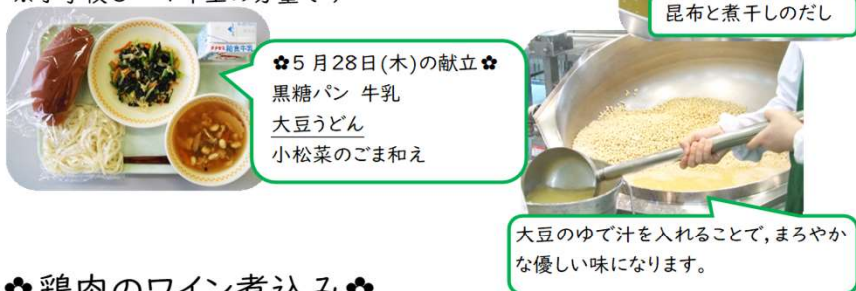 昆布と煮干しのだし
✿5月28日(木)の献立✿
黒糖パン 牛乳
大豆うどん
小松菜のごま和え
大豆のゆで汁を入れることで,まろやか
な優しい味になります。
✿鶏肉のワイン煮込み✿